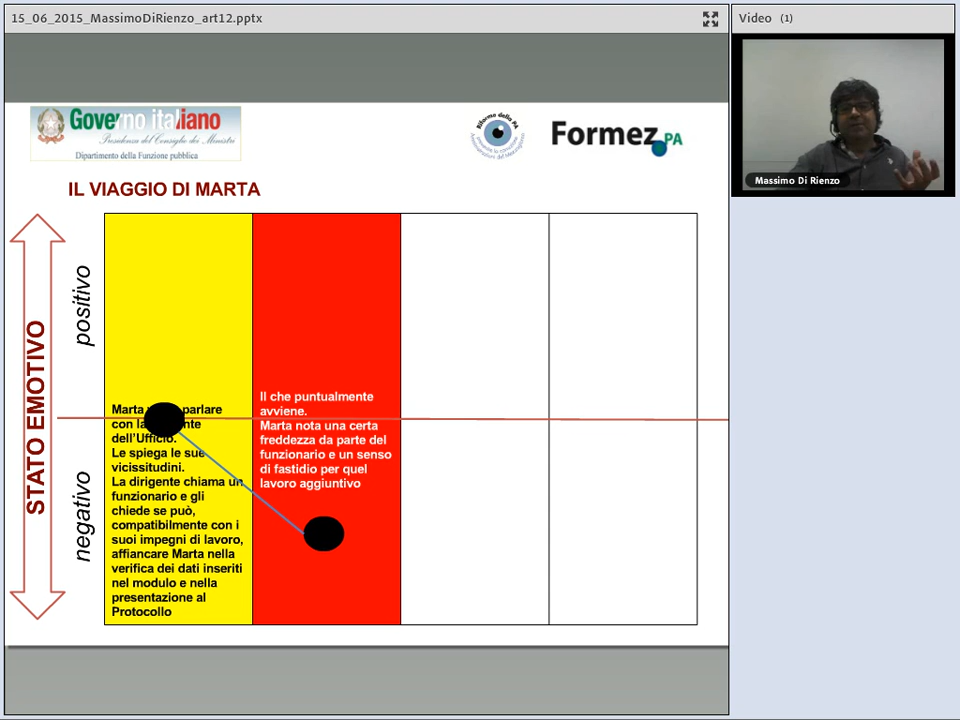 15_06_2015_MassimoDiRienzo_art12.pptx
Video (1)
Massimo Di Rienzo
Governo italiano
Presidenza del Consiglio dei Ministri
Dipartimento della Funzione pubblica
Riforma della PA
Formez PA
IL VIAGGIO DI MARTA
STATO EMOTIVO
positivo
negativo
Marta parlare
con la
dell'Ufficio.
Le spiega le sue
vicissitudini.
La dirigente chiama un
funzionario e gli
chiede se può,
compatibilmente con i
suoi impegni di lavoro,
affiancare Marta nella
verifica dei dati inseriti
nel modulo e nella
presentazione al
Protocollo
Il che puntualmente
avviene.
Marta nota una certa
freddezza da parte del
funzionario e un senso
di fastidio per quel
lavoro aggiuntivo